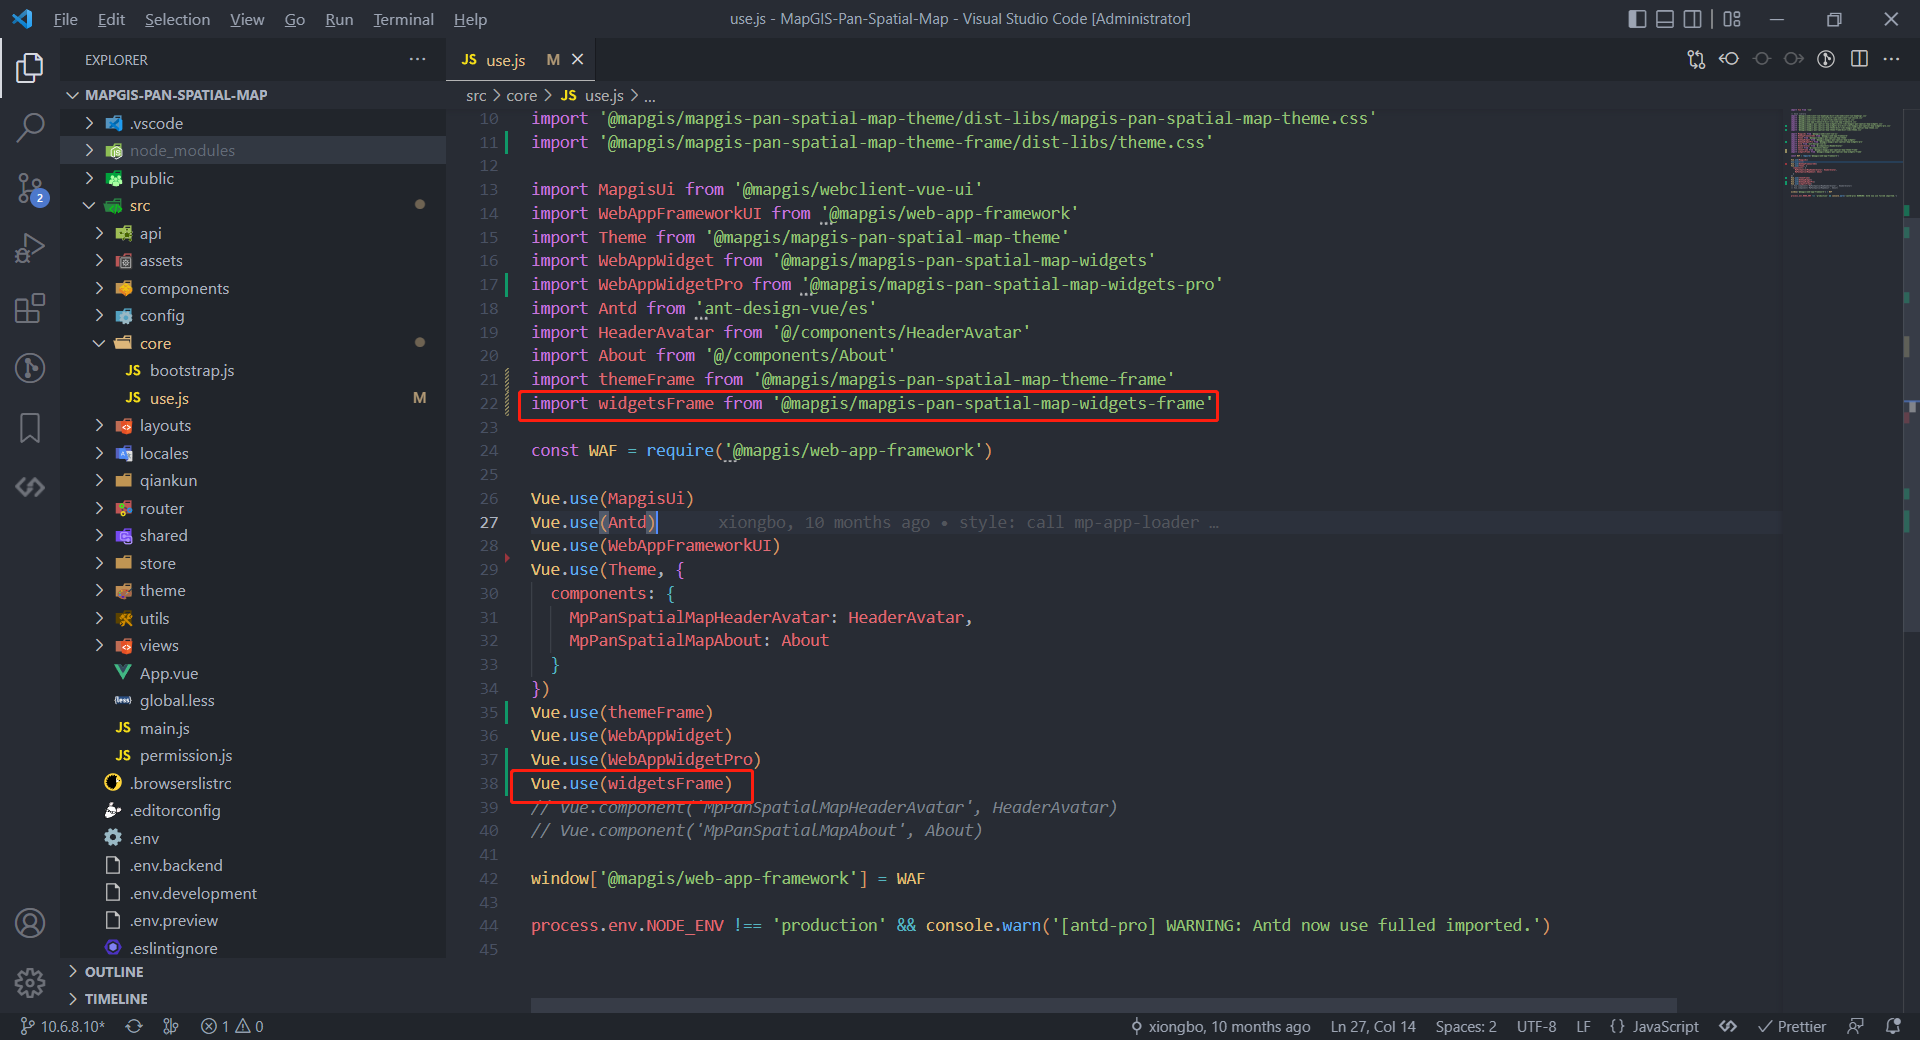 File Edit Selection View Go Run Terminal Help
use.js - MapGIS-Pan-Spatial-Map - Visual Studio Code [Administrator]
EXPLORER
MAPGIS-PAN-SPATIAL-MAP
.vscode
node_modules
public
src
api
assets
components
config
core
JS bootstrap.js
JS use.js M
layouts
locales
qiankun
router
shared
store
theme
utils
views
App.vue
{less} global.less
JS main.js
JS permission.js
.browserslistrc
.editorconfig
.env
.env.backend
.env.development
.env.preview
.eslintignore
OUTLINE
TIMELINE
2
JS use.js M
src > core > JS use.js > ...
10 import '@mapgis/mapgis-pan-spatial-map-theme/dist-libs/mapgis-pan-spatial-map-theme.css'
11 import '@mapgis/mapgis-pan-spatial-map-theme-frame/dist-libs/theme.css'
12
13 import MapgisUi from '@mapgis/webclient-vue-ui'
14 import WebAppFrameworkUI from '@mapgis/web-app-framework'
15 import Theme from '@mapgis/mapgis-pan-spatial-map-theme'
16 import WebAppWidget from '@mapgis/mapgis-pan-spatial-map-widgets'
17 import WebAppWidgetPro from '@mapgis/mapgis-pan-spatial-map-widgets-pro'
18 import Antd from 'ant-design-vue/es'
19 import HeaderAvatar from '@/components/HeaderAvatar'
20 import About from '@/components/About'
21 import themeFrame from '@mapgis/mapgis-pan-spatial-map-theme-frame'
22 import widgetsFrame from '@mapgis/mapgis-pan-spatial-map-widgets-frame'
23
24 const WAF = require('@mapgis/web-app-framework')
25
26 Vue.use(MapgisUi)
27 Vue.use(Antd) xiongbo, 10 months ago • style: call mp-app-loader …
28 Vue.use(WebAppFrameworkUI)
29 Vue.use(Theme, {
30 components: {
31 MpPanSpatialMapHeaderAvatar: HeaderAvatar,
32 MpPanSpatialMapAbout: About
33 }
34 })
35 Vue.use(themeFrame)
36 Vue.use(WebAppWidget)
37 Vue.use(WebAppWidgetPro)
38 Vue.use(widgetsFrame)
39 // Vue.component('MpPanSpatialMapHeaderAvatar', HeaderAvatar)
40 // Vue.component('MpPanSpatialMapAbout', About)
41
42 window['@mapgis/web-app-framework'] = WAF
43
44 process.env.NODE_ENV !== 'production' && console.warn('[antd-pro] WARNING: Antd now use fulled imported.')
45
10.6.8.10* 1 0 xiongbo, 10 months ago Ln 27, Col 14 Spaces: 2 UTF-8 LF {} JavaScript Prettier